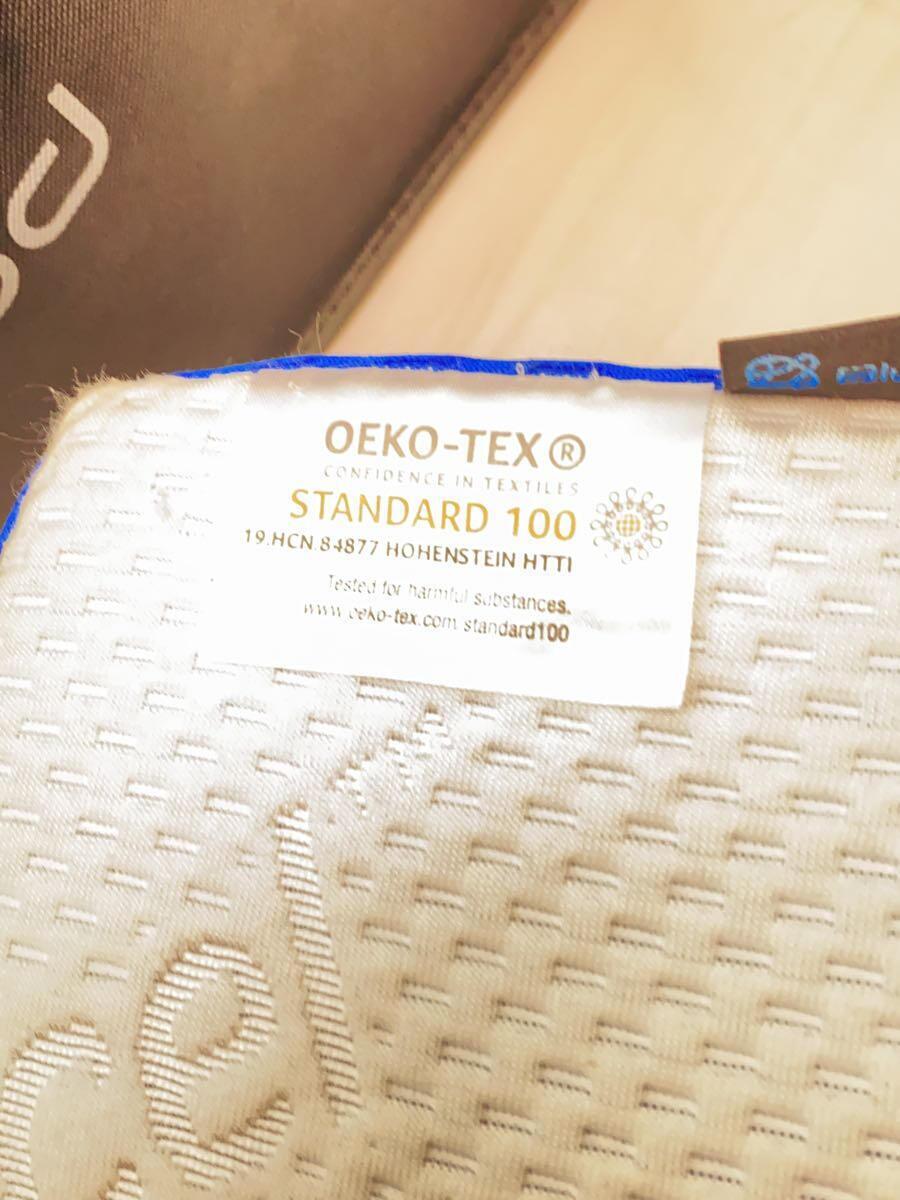 OEKO-TEX®
CONFIDENCE IN TEXTILES
STANDARD 100
19.HCN.84877 HOHENSTEIN HTTI
Tested for harmful substances.
www.oeko-tex.com standard100
cel